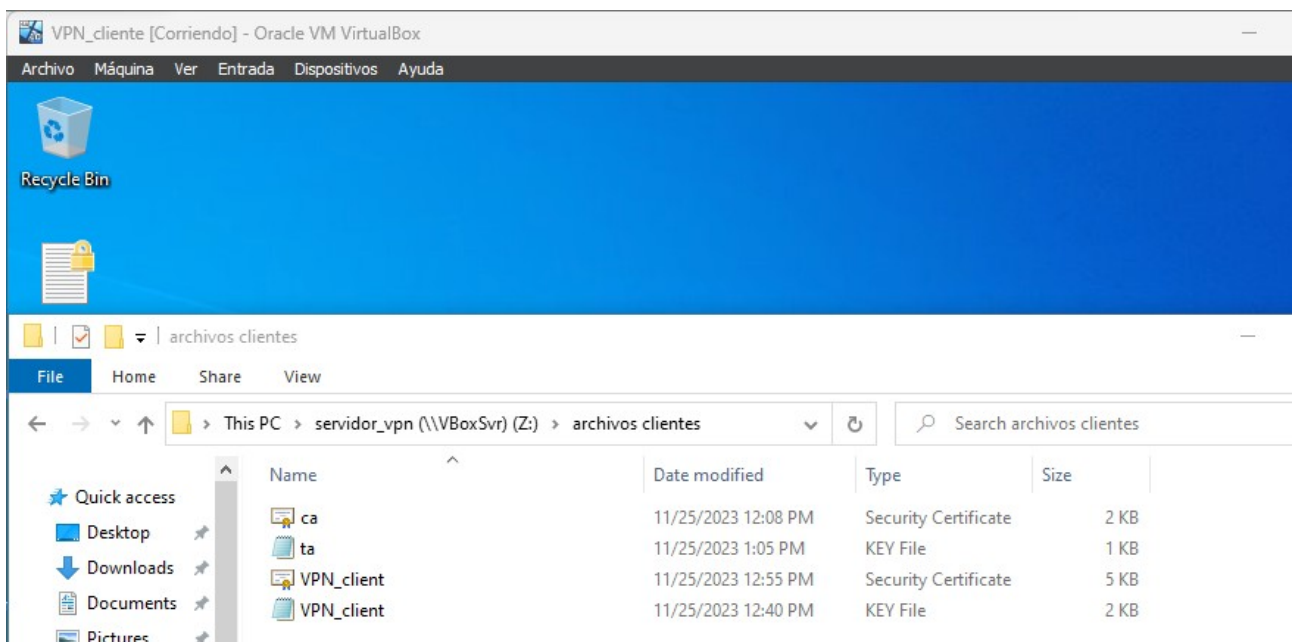 VPN_cliente [Corriendo] - Oracle VM VirtualBox
Archivo Máquina Ver Entrada Dispositivos Ayuda
Recycle Bin
archivos clientes
File Home Share View
This PC > servidor_vpn (\\VBoxSvr) (Z:) > archivos clientes Search archivos clientes
Name Date modified Type Size
Quick access
ca 11/25/2023 12:08 PM Security Certificate 2 KB
Desktop
ta 11/25/2023 1:05 PM KEY File 1 KB
Downloads
VPN_client 11/25/2023 12:55 PM Security Certificate 5 KB
Documents
VPN_client 11/25/2023 12:40 PM KEY File 2 KB
Pictures